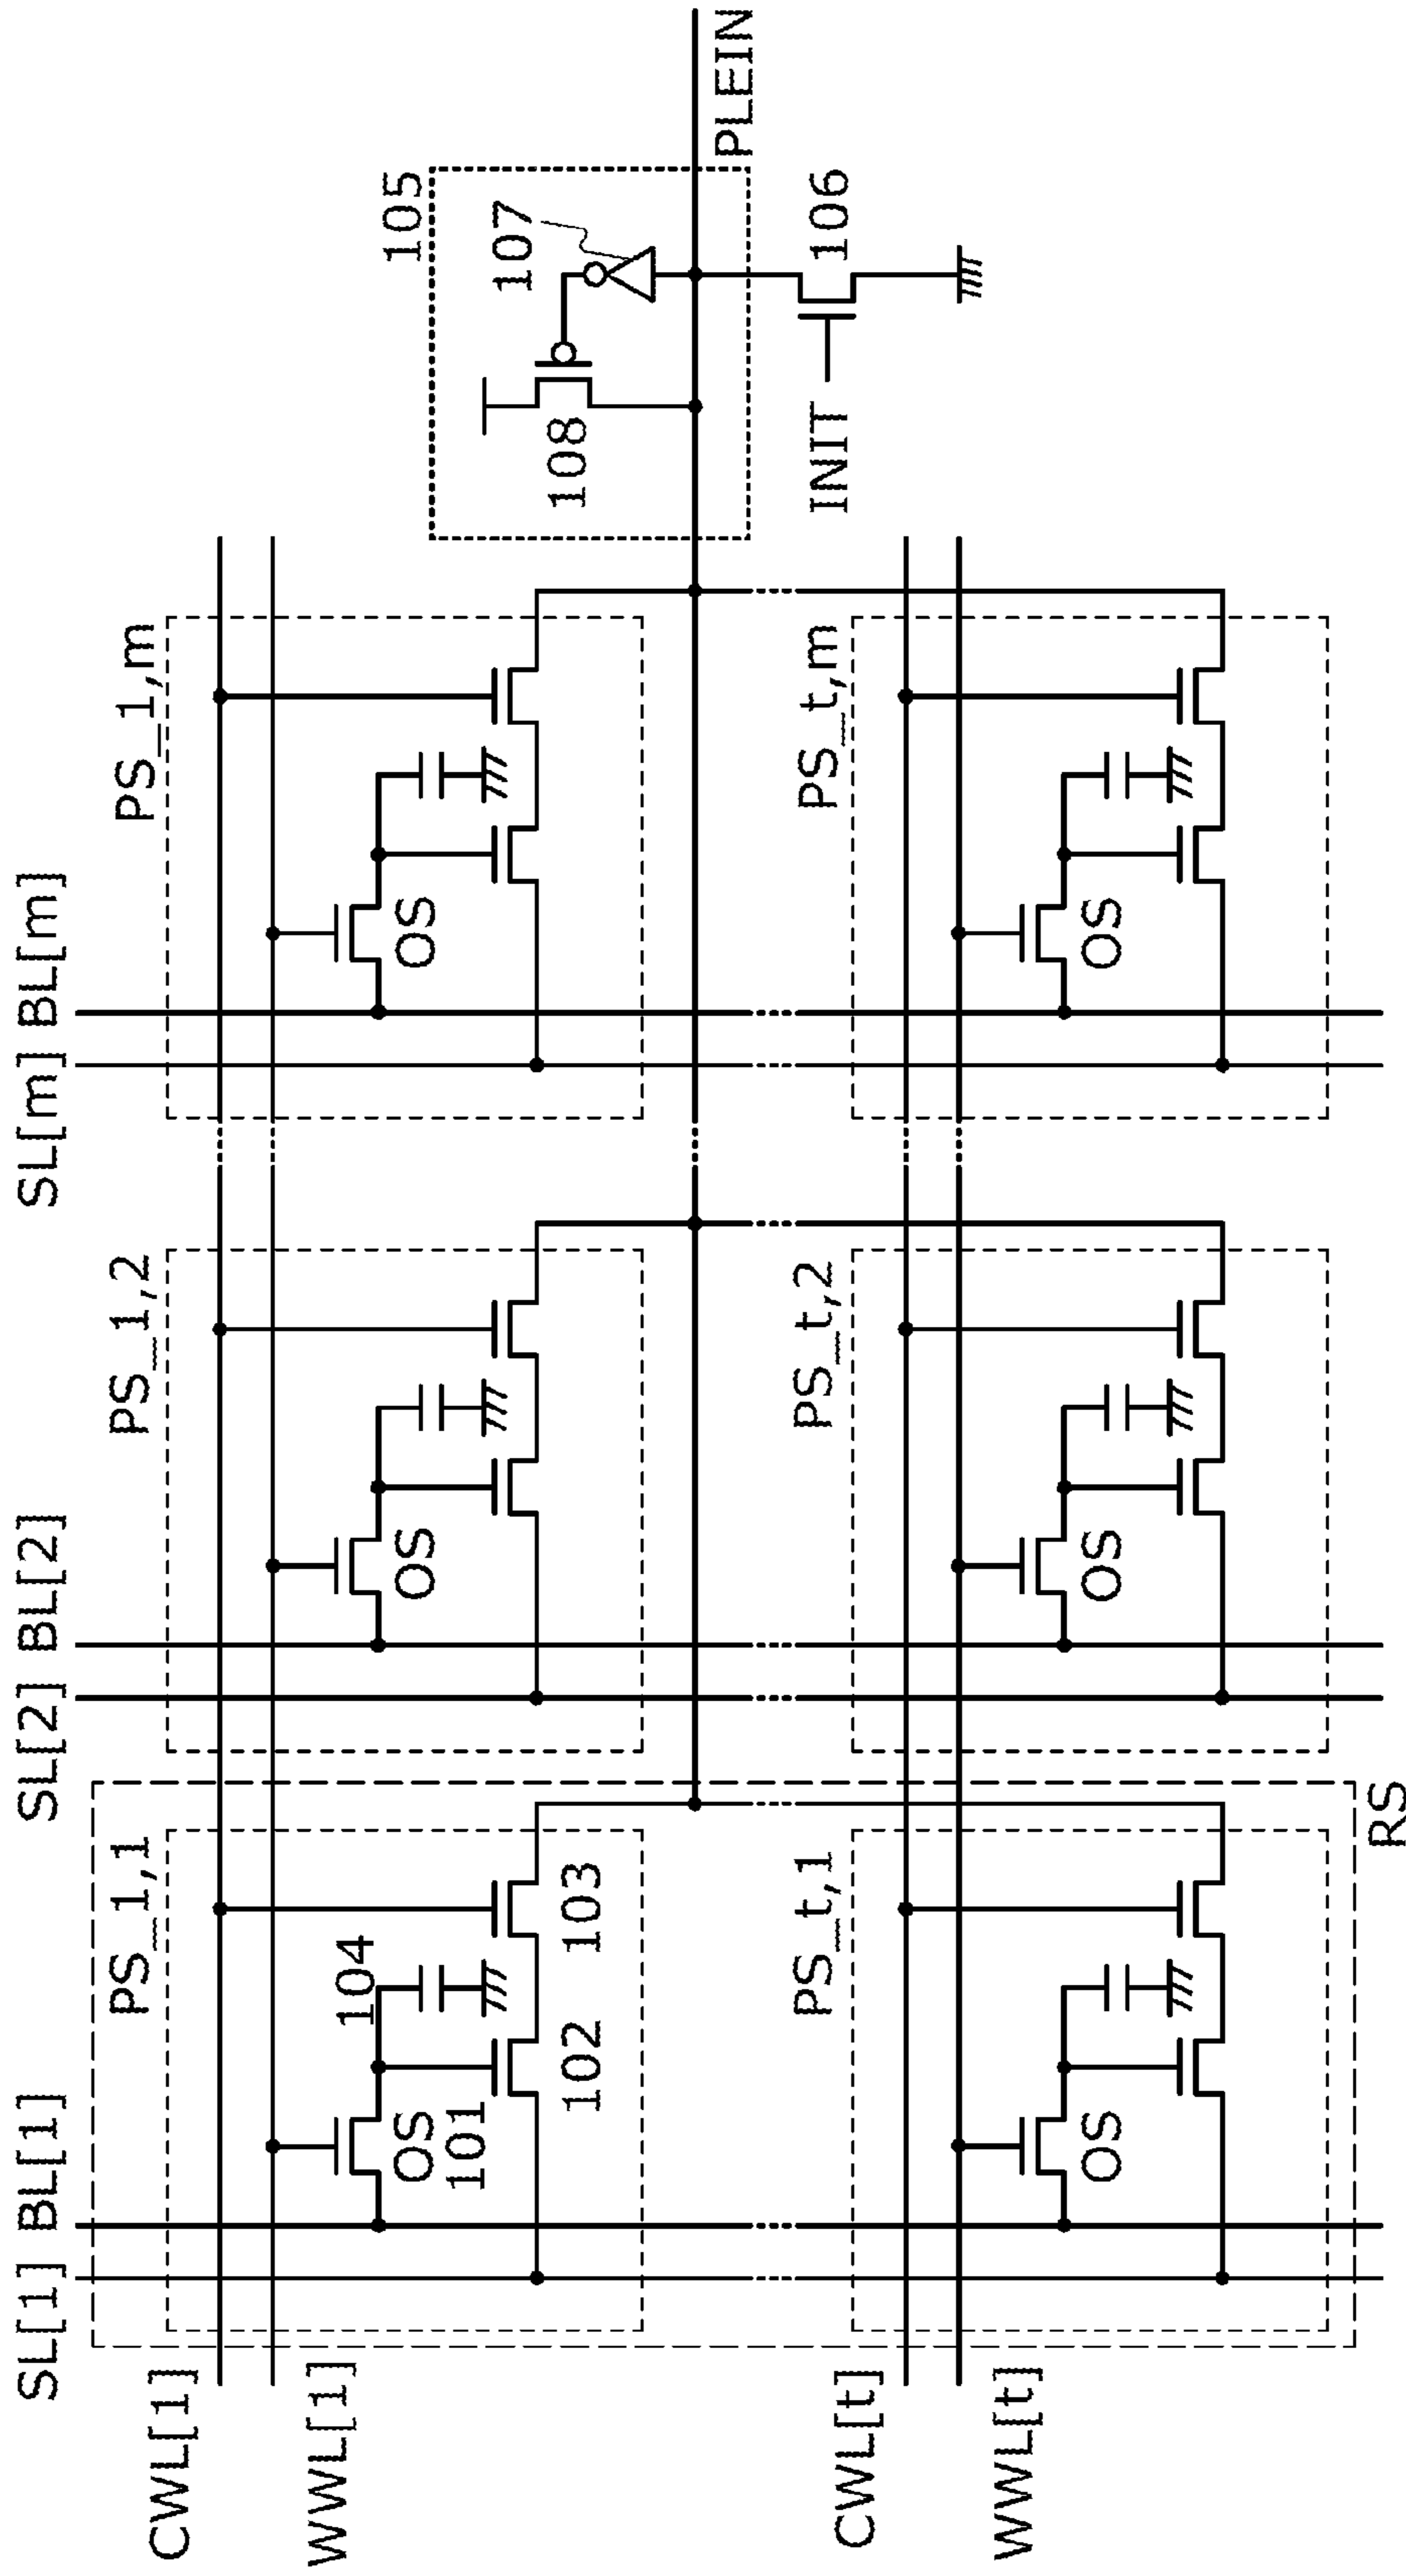 SL[1] BL[1]
SL[2] BL[2]
SL[m] BL[m]
PS_1,1
PS_1,2
PS_1,m
CWL[1]
WWL[1]
104
OS
101
102
103
OS
OS
105
107
108
PLEIN
INIT
106
PS_t,1
PS_t,2
PS_t,m
CWL[t]
WWL[t]
OS
OS
OS
RS